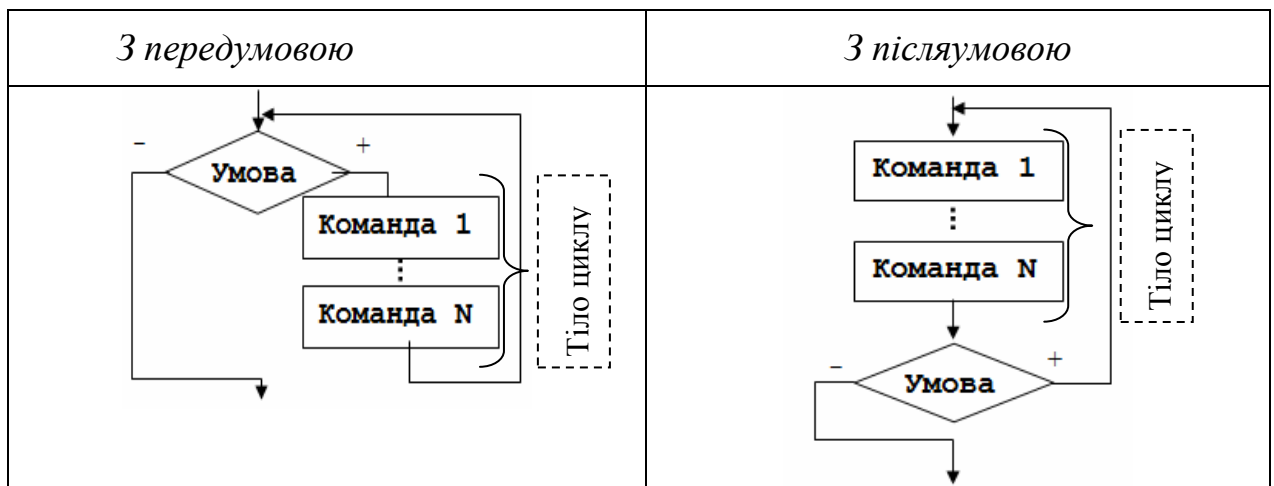 З передумовою
З післяумовою
-
+
Умова
Команда 1
⋮
Команда N
Тіло циклу
Команда 1
⋮
Команда N
Тіло циклу
-
+
Умова